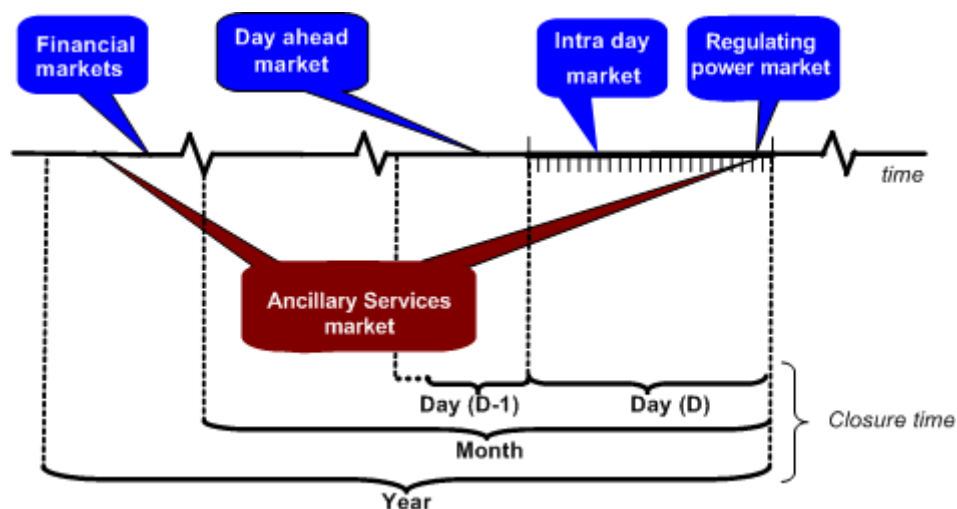 Financial
markets
Day ahead
market
Intra day
market
Regulating
power market
time
Ancillary Services
market
Day (D-1)
Day (D)
Closure time
Month
Year